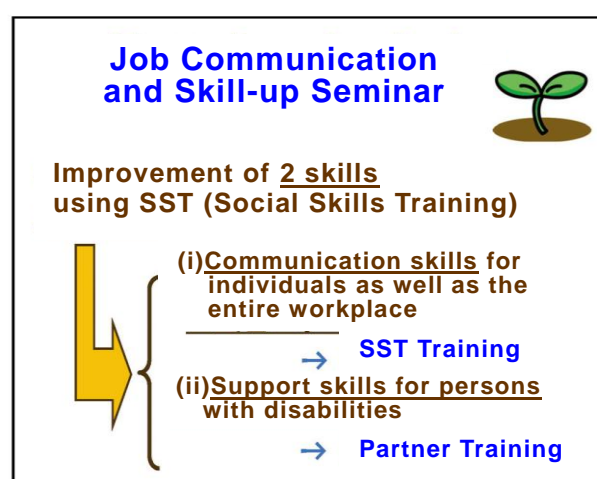 Job Communication
and Skill-up Seminar
Improvement of 2 skills
using SST (Social Skills Training)
(i)Communication skills for
individuals as well as the
entire workplace
→ SST Training
(ii)Support skills for persons
with disabilities
→ Partner Training